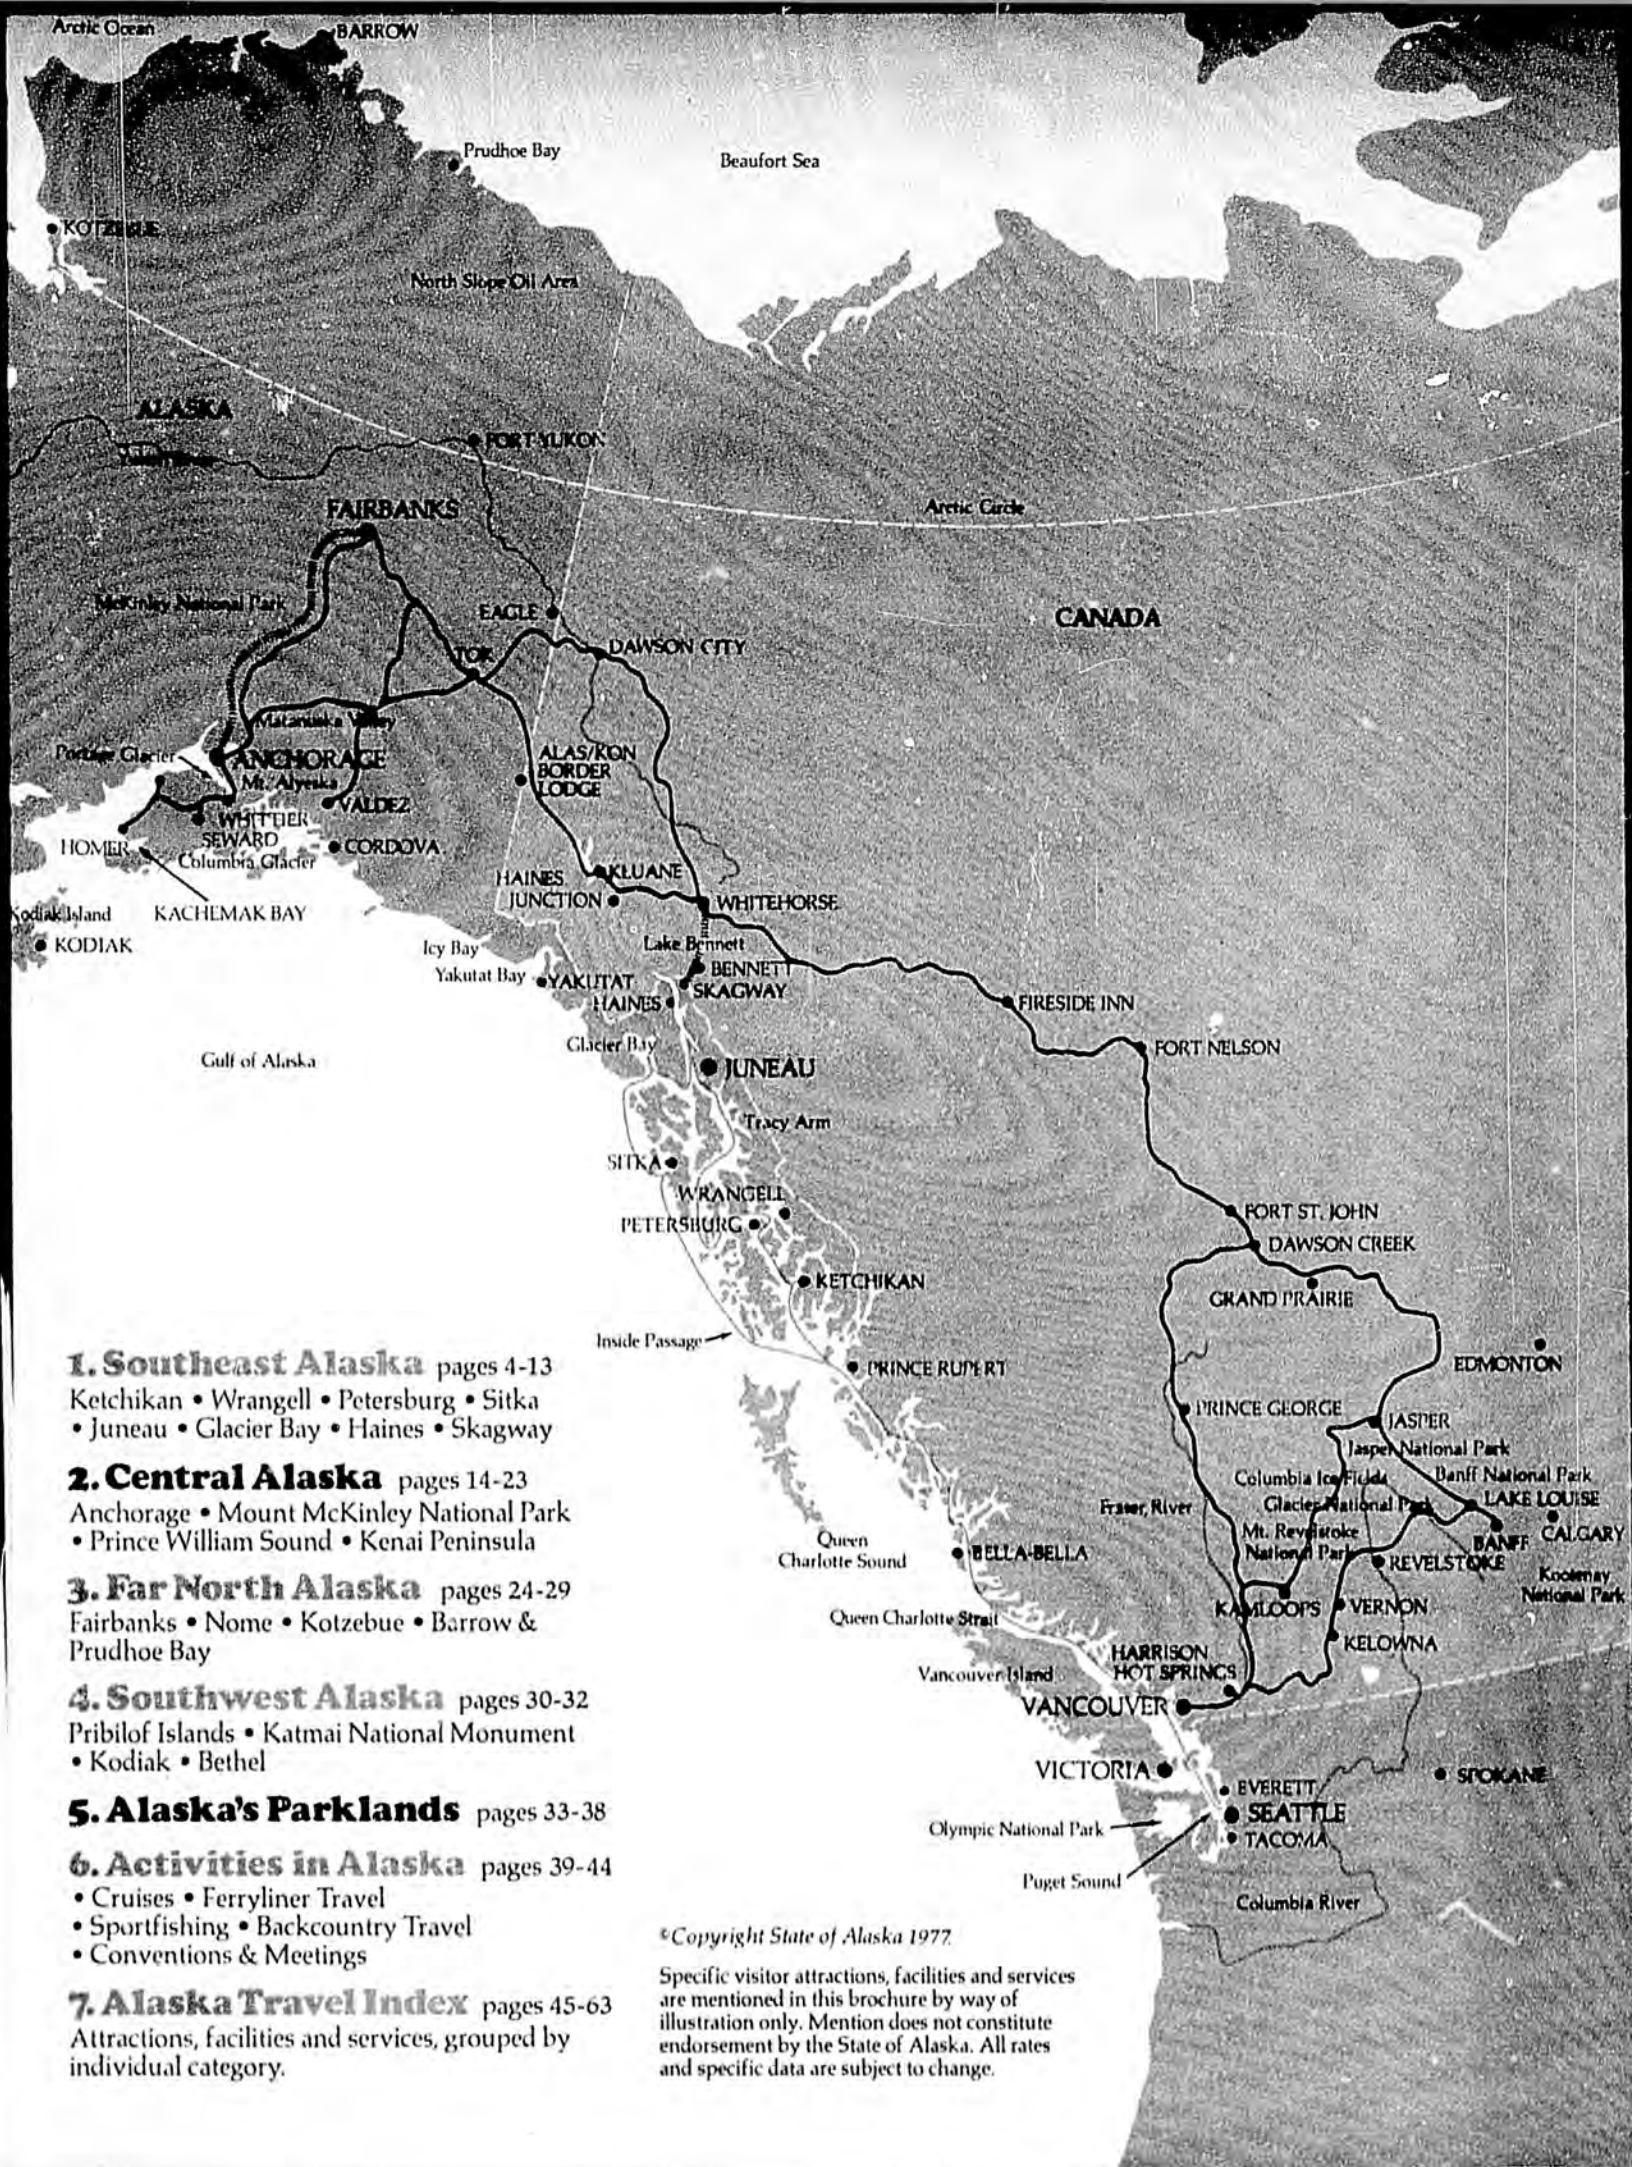 Arctic Ocean
BARROW
Prudhoe Bay
Beaufort Sea
KOTZEBUE
North Slope Oil Area
ALASKA
FORT YUKON
Yukon River
FAIRBANKS
Arctic Circle
McKinley National Park
EAGLE
CANADA
TOK
DAWSON CITY
Matanuska Valley
Portage Glacier
ANCHORAGE
ALAS/KON
BORDER
LODGE
Mt. Alyeska
VALDEZ
WHITTIER
SEWARD
HOMER
CORDOVA
Columbia Glacier
KLUANE
HAINES
JUNCTION
WHITEHORSE
Kodiak Island
KACHEMAK BAY
KODIAK
Icy Bay
Lake Bennett
BENNETT
Yakutat Bay
YAKUTAT
SKAGWAY
HAINES
FIRESIDE INN
Glacier Bay
FORT NELSON
Gulf of Alaska
JUNEAU
Tracy Arm
SITKA
WRANGELL
PETERSBURG
FORT ST. JOHN
DAWSON CREEK
KETCHIKAN
GRAND PRAIRIE
Inside Passage
PRINCE RUPERT
EDMONTON
PRINCE GEORGE
JASPER
Jasper National Park
Columbia Ice Fields
Banff National Park
Fraser River
Glacier National Park
LAKE LOUISE
Mt. Revelstoke
National Park
BANFF
CALGARY
Queen
Charlotte Sound
BELLA-BELLA
REVELSTOKE
Kootenay
National Park
Queen Charlotte Strait
KAMLOOPS
VERNON
KELOWNA
HARRISON
HOT SPRINGS
Vancouver Island
VANCOUVER
VICTORIA
EVERETT
SPOKANE
SEATTLE
Olympic National Park
TACOMA
Puget Sound
Columbia River
1. Southeast Alaska pages 4-13
Ketchikan • Wrangell • Petersburg • Sitka
• Juneau • Glacier Bay • Haines • Skagway
2. Central Alaska pages 14-23
Anchorage • Mount McKinley National Park
• Prince William Sound • Kenai Peninsula
3. Far North Alaska pages 24-29
Fairbanks • Nome • Kotzebue • Barrow &
Prudhoe Bay
4. Southwest Alaska pages 30-32
Pribilof Islands • Katmai National Monument
• Kodiak • Bethel
5. Alaska's Parklands pages 33-38
6. Activities in Alaska pages 39-44
• Cruises • Ferryliner Travel
• Sportfishing • Backcountry Travel
• Conventions & Meetings
7. Alaska Travel Index pages 45-63
Attractions, facilities and services, grouped by
individual category.
©Copyright State of Alaska 1977.
Specific visitor attractions, facilities and services
are mentioned in this brochure by way of
illustration only. Mention does not constitute
endorsement by the State of Alaska. All rates
and specific data are subject to change.